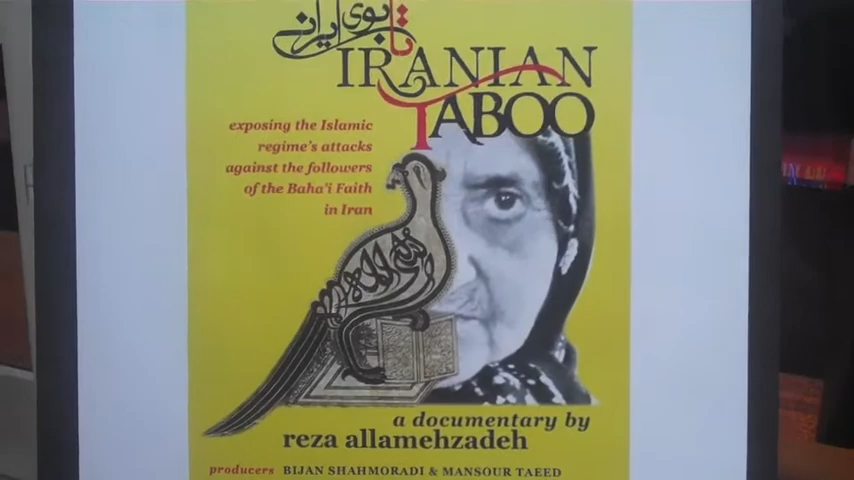 تابوی ایرانی
IRANIAN
TABOO
exposing the Islamic
regime's attacks
against the followers
of the Baha'i Faith
in Iran
a documentary by
reza allamehzadeh
producers BIJAN SHAHMORADI & MANSOUR TAEED